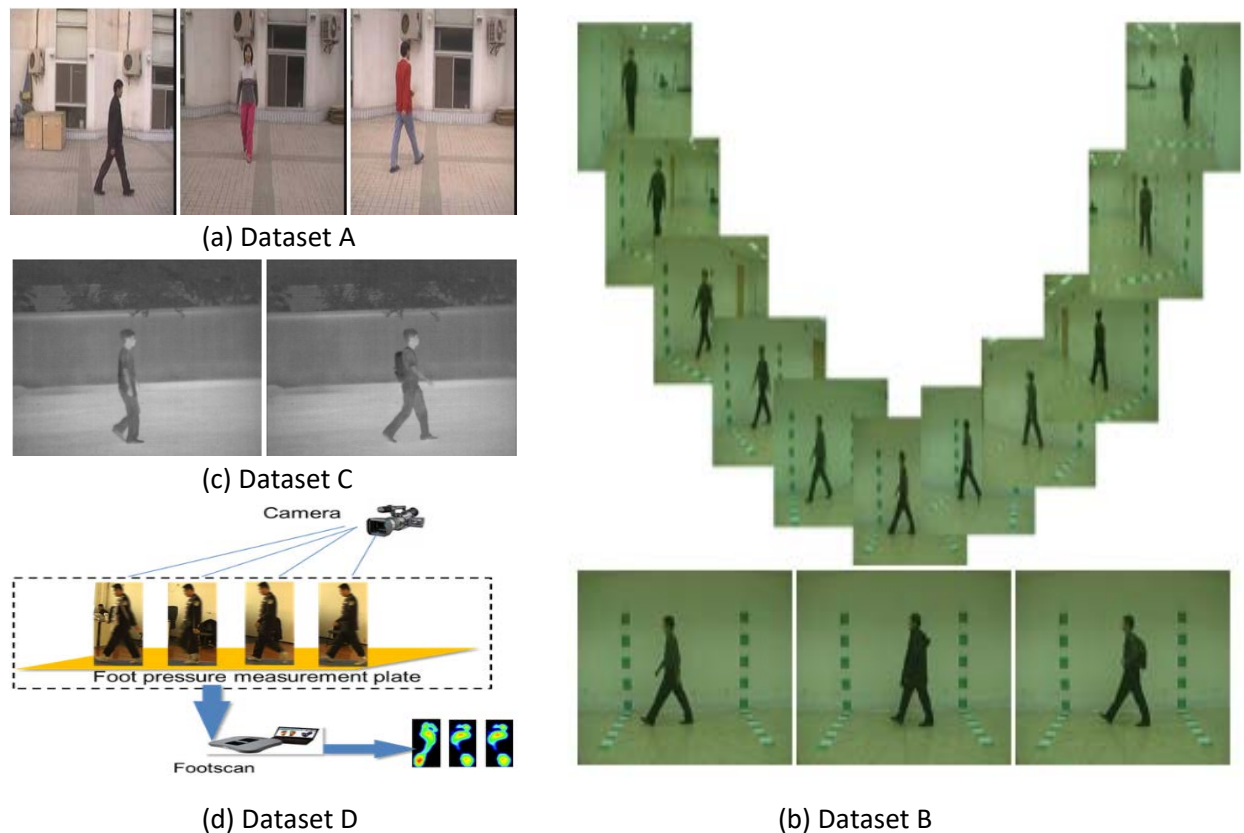 (a) Dataset A
(c) Dataset C
Camera
Foot pressure measurement plate
Footscan
(d) Dataset D
(b) Dataset B